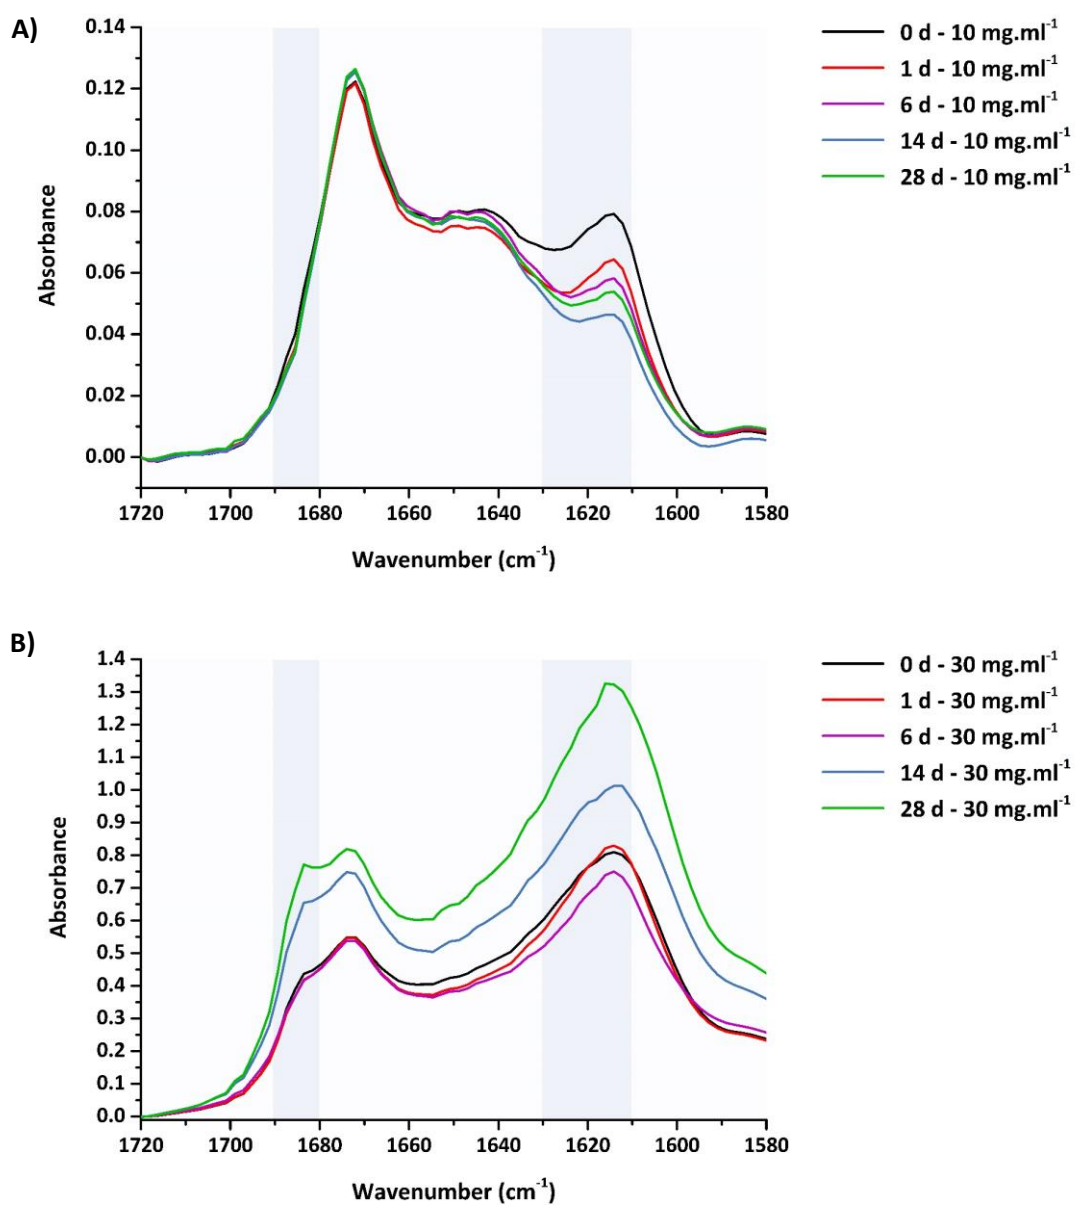 A)
0.14
0.12
0.10
0.08
0.06
0.04
0.02
0.00
Absorbance
1720 1700 1680 1660 1640 1620 1600 1580
Wavenumber (cm⁻¹)
0 d - 10 mg.ml⁻¹
1 d - 10 mg.ml⁻¹
6 d - 10 mg.ml⁻¹
14 d - 10 mg.ml⁻¹
28 d - 10 mg.ml⁻¹
B)
1.4
1.3
1.2
1.1
1.0
0.9
0.8
0.7
0.6
0.5
0.4
0.3
0.2
0.1
0.0
Absorbance
1720 1700 1680 1660 1640 1620 1600 1580
Wavenumber (cm⁻¹)
0 d - 30 mg.ml⁻¹
1 d - 30 mg.ml⁻¹
6 d - 30 mg.ml⁻¹
14 d - 30 mg.ml⁻¹
28 d - 30 mg.ml⁻¹